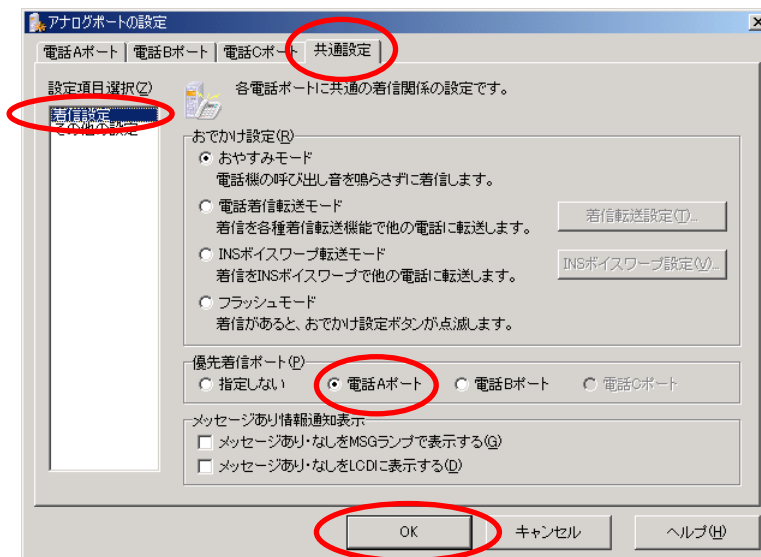 アナログポートの設定
電話Aポート 電話Bポート 電話Cポート 共通設定
設定項目選択(Z)
着信設定
その他の設定
各電話ポートに共通の着信関係の設定です。
おでかけ設定(R)
おやすみモード
電話機の呼び出し音を鳴らさずに着信します。
電話着信転送モード
着信を各種着信転送機能で他の電話に転送します。
着信転送設定(T)...
INSボイスワープ転送モード
着信をINSボイスワープで他の電話に転送します。
INSボイスワープ設定(V)...
フラッシュモード
着信があると、おでかけ設定ボタンが点滅します。
優先着信ポート(P)
指定しない 電話Aポート 電話Bポート 電話Cポート
メッセージあり情報通知表示
メッセージあり・なしをMSGランプで表示する(G)
メッセージあり・なしをLCDに表示する(D)
OK キャンセル ヘルプ(H)